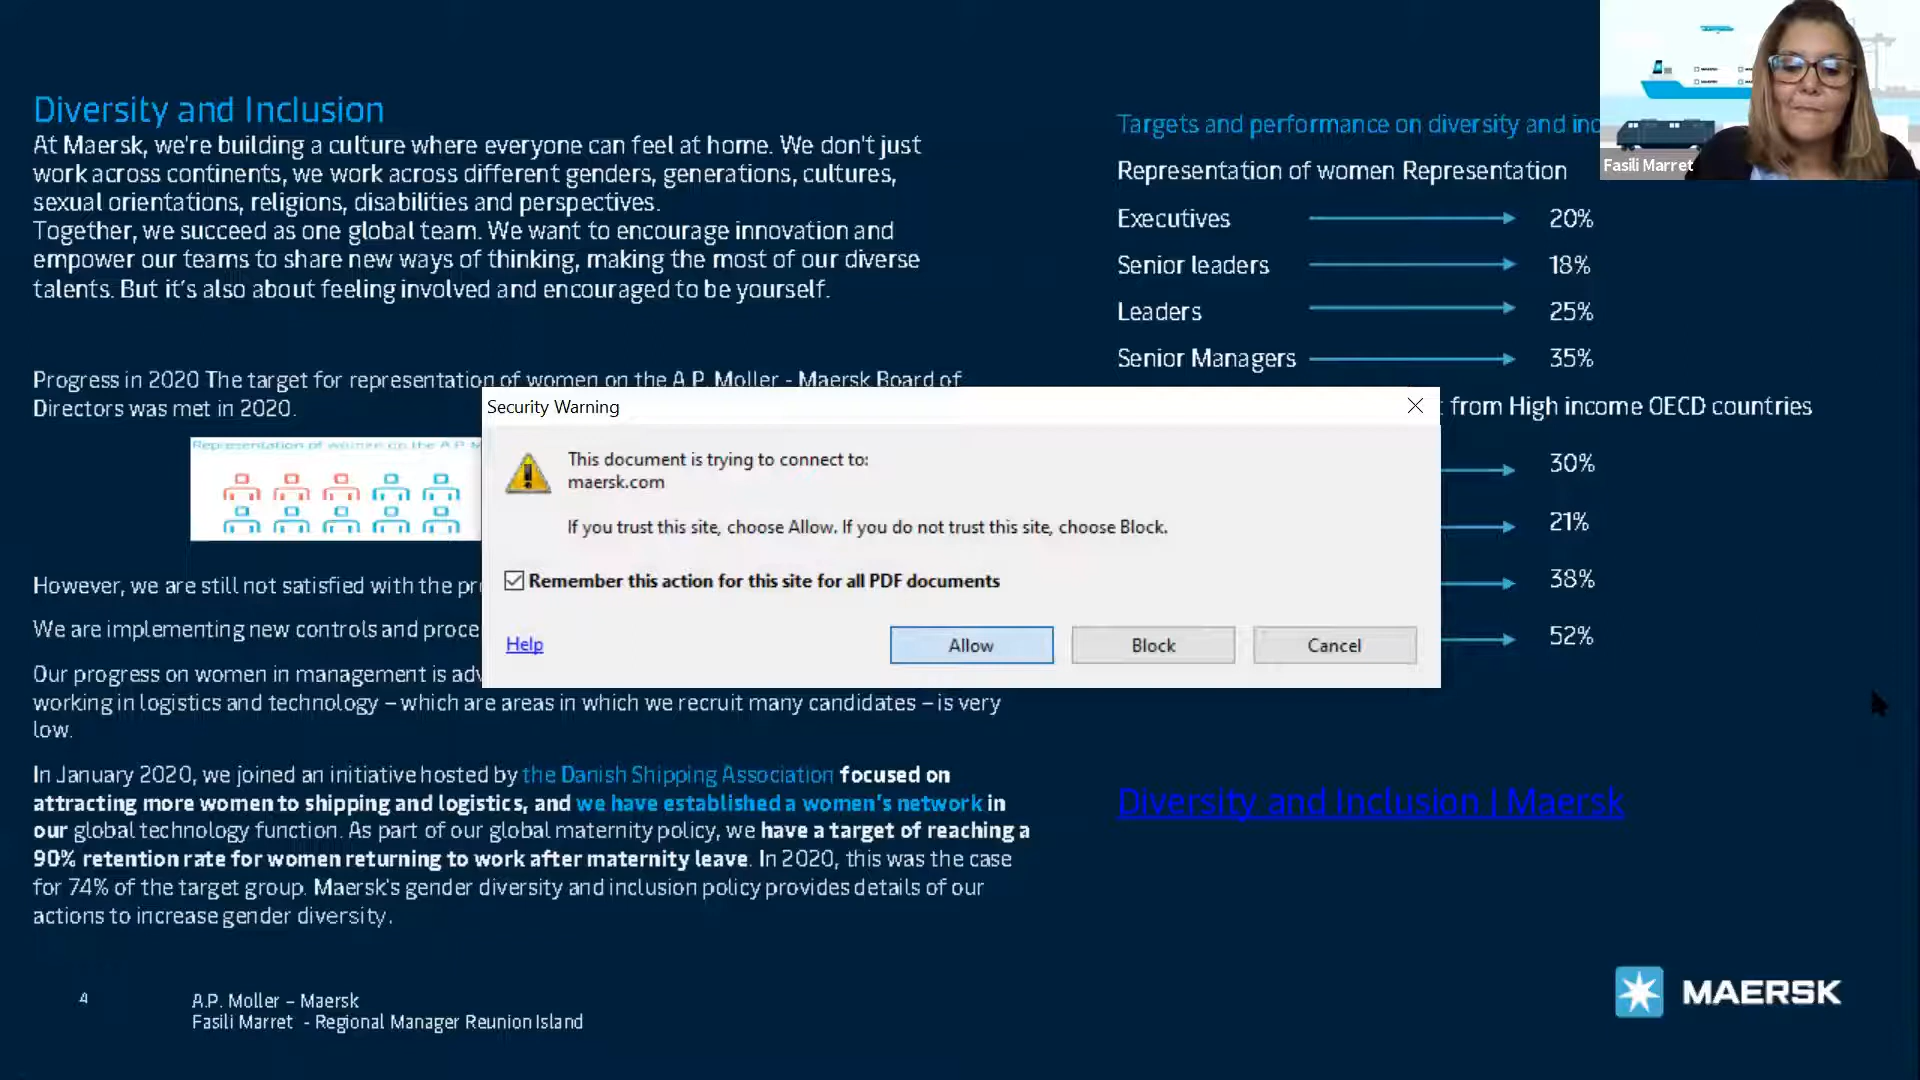 Diversity and Inclusion
At Maersk, we're building a culture where everyone can feel at home. We don't just
work across continents, we work across different genders, generations, cultures,
sexual orientations, religions, disabilities and perspectives.
Together, we succeed as one global team. We want to encourage innovation and
empower our teams to share new ways of thinking, making the most of our diverse
talents. But it's also about feeling involved and encouraged to be yourself.
Progress in 2020 The target for representation of women on the A.P. Moller - Maersk Board of
Directors was met in 2020.
Representation of women on the A.P. M
However, we are still not satisfied with the
We are implementing new controls and
Our progress on women in management is
working in logistics and technology – which are areas in which we recruit many candidates – is very
low.
In January 2020, we joined an initiative hosted by the Danish Shipping Association focused on
attracting more women to shipping and logistics, and we have established a women's network in
our global technology function. As part of our global maternity policy, we have a target of reaching a
90% retention rate for women returning to work after maternity leave. In 2020, this was the case
for 74% of the target group. Maersk's gender diversity and inclusion policy provides details of our
actions to increase gender diversity.
Targets and performance on diversity and
Representation of women Representation
Executives 20%
Senior leaders 18%
Leaders 25%
Senior Managers 35%
from High income OECD countries
30%
21%
38%
52%
Diversity and Inclusion | Maersk
Security Warning
This document is trying to connect to:
maersk.com
If you trust this site, choose Allow. If you do not trust this site, choose Block.
Remember this action for this site for all PDF documents
Help
Allow
Block
Cancel
MAERSK
Fasili Marret
4
A.P. Moller – Maersk
Fasili Marret - Regional Manager Reunion Island
MAERSK